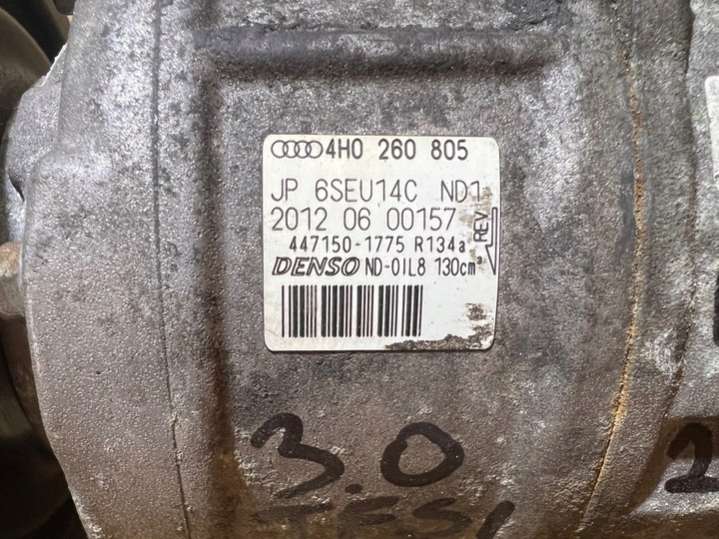 4H0 260 805
JP 6SEU14C ND1
2012 06 00157
REV
447150-1775 R134a
DENSO ND-OIL8 130cm³
3.0